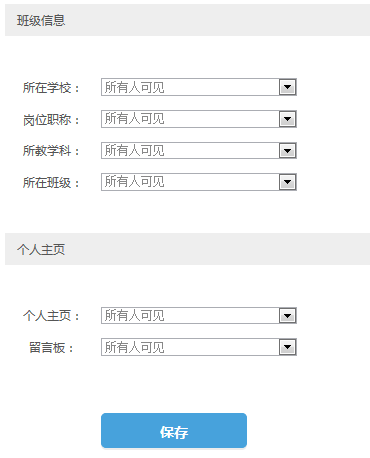 班级信息
所在学校： 所有人可见
岗位职称： 所有人可见
所教学科： 所有人可见
所在班级： 所有人可见
个人主页
个人主页： 所有人可见
留言板： 所有人可见
保存